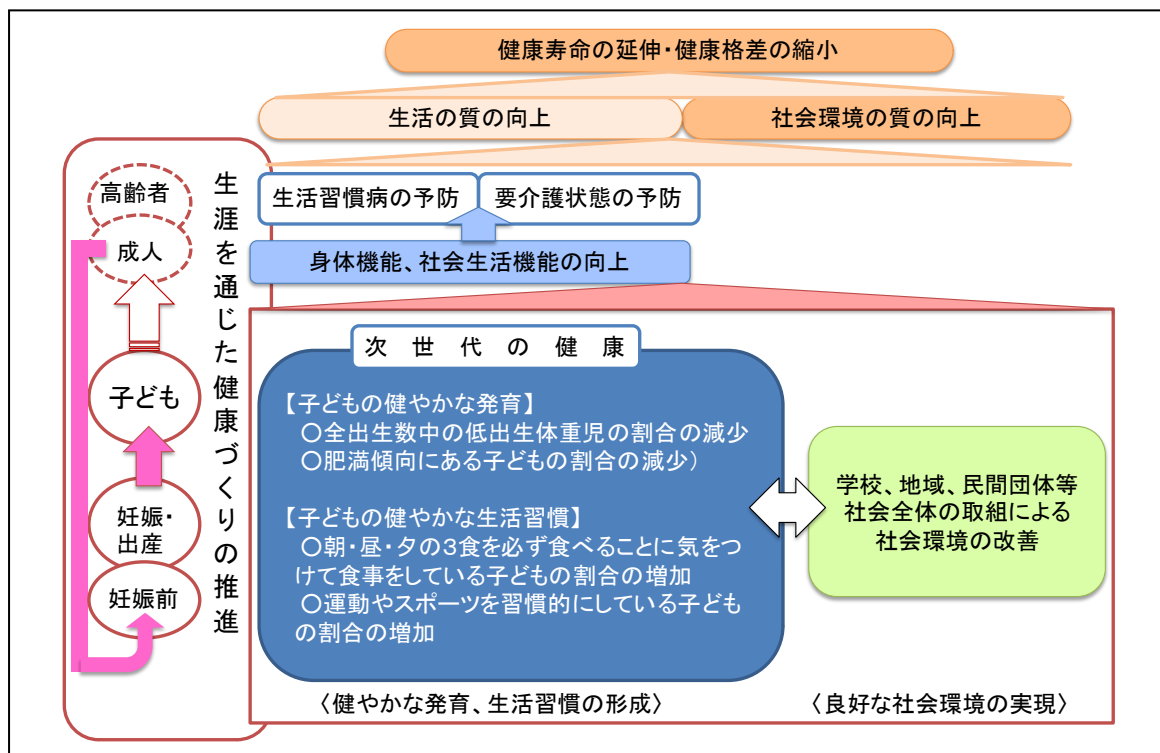 健康寿命の延伸・健康格差の縮小
生活の質の向上
社会環境の質の向上
生涯を通じた健康づくりの推進
高齢者
成人
子ども
妊娠・
出産
妊娠前
生活習慣病の予防
要介護状態の予防
身体機能、社会生活機能の向上
次世代の健康
【子どもの健やかな発育】
○全出生数中の低出生体重児の割合の減少
○肥満傾向にある子どもの割合の減少)
【子どもの健やかな生活習慣】
○朝・昼・夕の3食を必ず食べることに気をつ
けて食事をしている子どもの割合の増加
○運動やスポーツを習慣的にしている子ども
の割合の増加
学校、地域、民間団体等
社会全体の取組による
社会環境の改善
〈健やかな発育、生活習慣の形成〉
〈良好な社会環境の実現〉